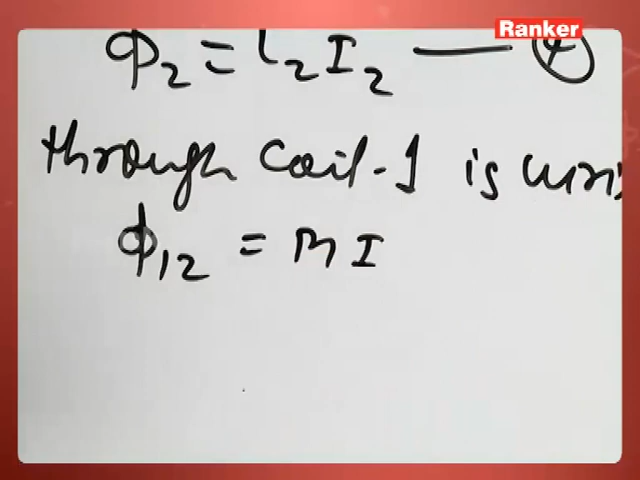 Ranker
Φ₂ = L₂ I₂ —— ④
through coil-1 is
Φ₁₂ = M I